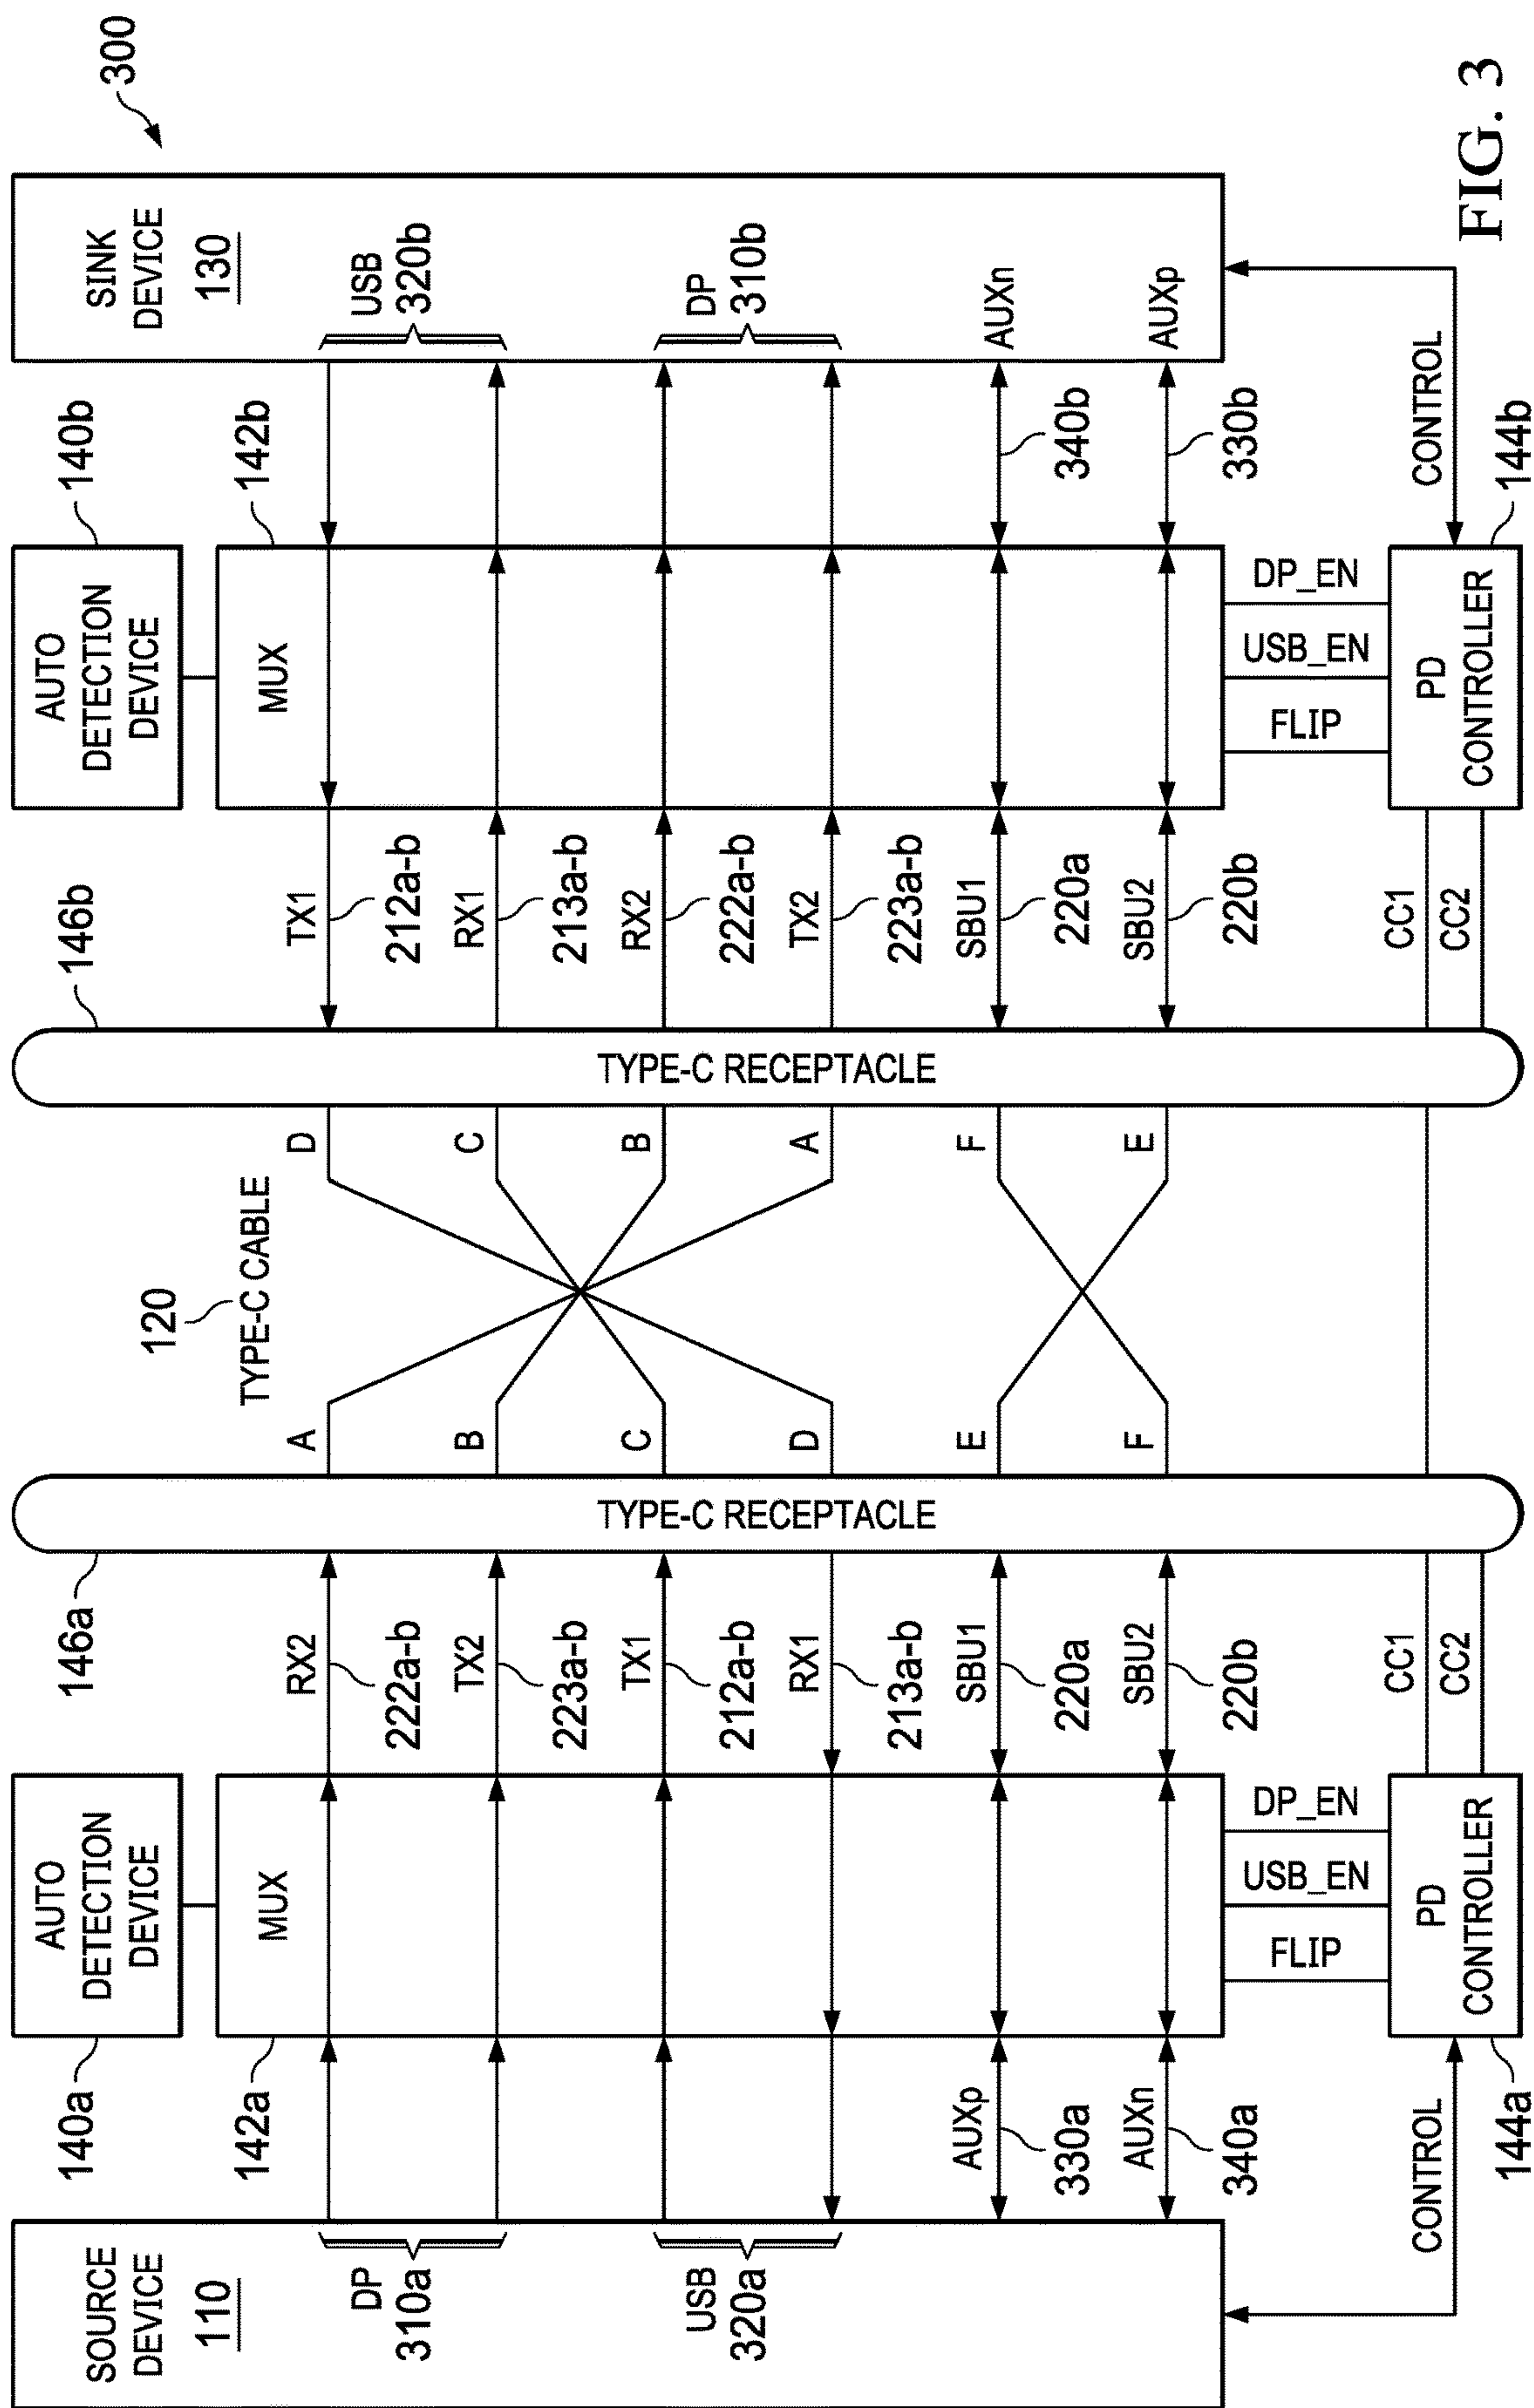 300
SOURCE
DEVICE
110
DP
310a
USB
320a
140a
AUTO
DETECTION
DEVICE
142a
MUX
AUXp
330a
AUXn
340a
CONTROL
144a
PD
CONTROLLER
DP_EN
USB_EN
FLIP
146a
RX2
222a-b
TX2
223a-b
TX1
212a-b
RX1
213a-b
SBU1
220a
SBU2
220b
CC1
CC2
TYPE-C RECEPTACLE
120
TYPE-C CABLE
A
B
C
D
E
F
D
C
B
A
F
E
TYPE-C RECEPTACLE
146b
TX1
212a-b
RX1
213a-b
RX2
222a-b
TX2
223a-b
SBU1
220a
SBU2
220b
CC1
CC2
140b
AUTO
DETECTION
DEVICE
142b
MUX
DP_EN
USB_EN
FLIP
PD
CONTROLLER
144b
CONTROL
340b
330b
SINK
DEVICE
130
USB
320b
DP
310b
AUXn
AUXp
FIG. 3